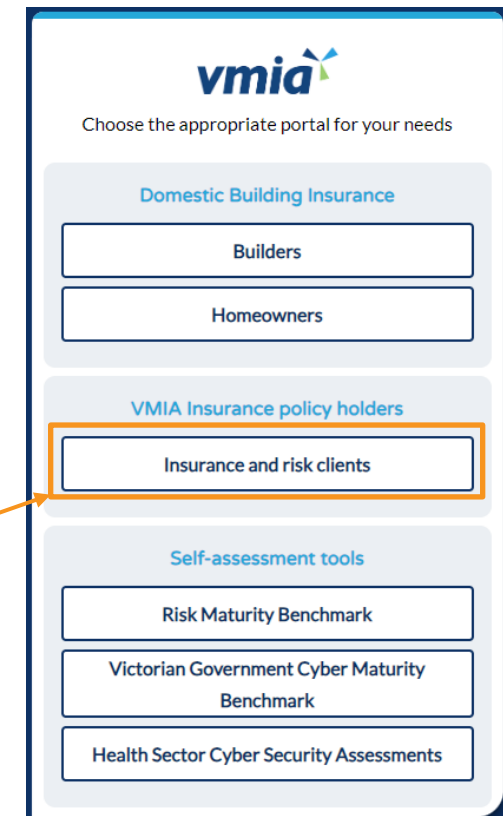 vmia
Choose the appropriate portal for your needs
Domestic Building Insurance
Builders
Homeowners
VMIA Insurance policy holders
Insurance and risk clients
Self-assessment tools
Risk Maturity Benchmark
Victorian Government Cyber Maturity
Benchmark
Health Sector Cyber Security Assessments